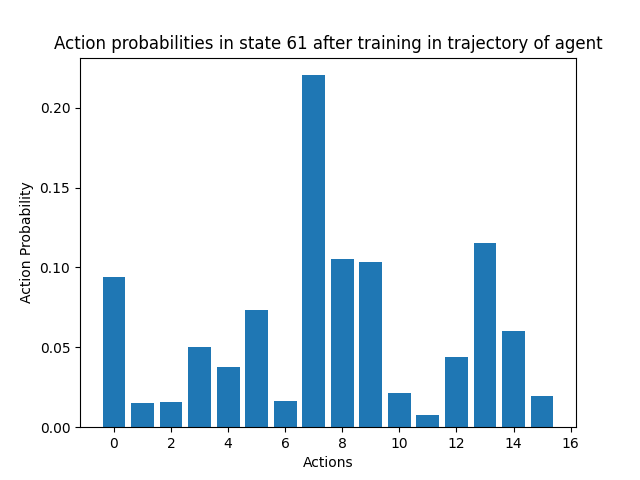 Action probabilities in state 61 after training in trajectory of agent
Action Probability
0.20
0.15
0.10
0.05
0.00
0 2 4 6 8 10 12 14 16
Actions